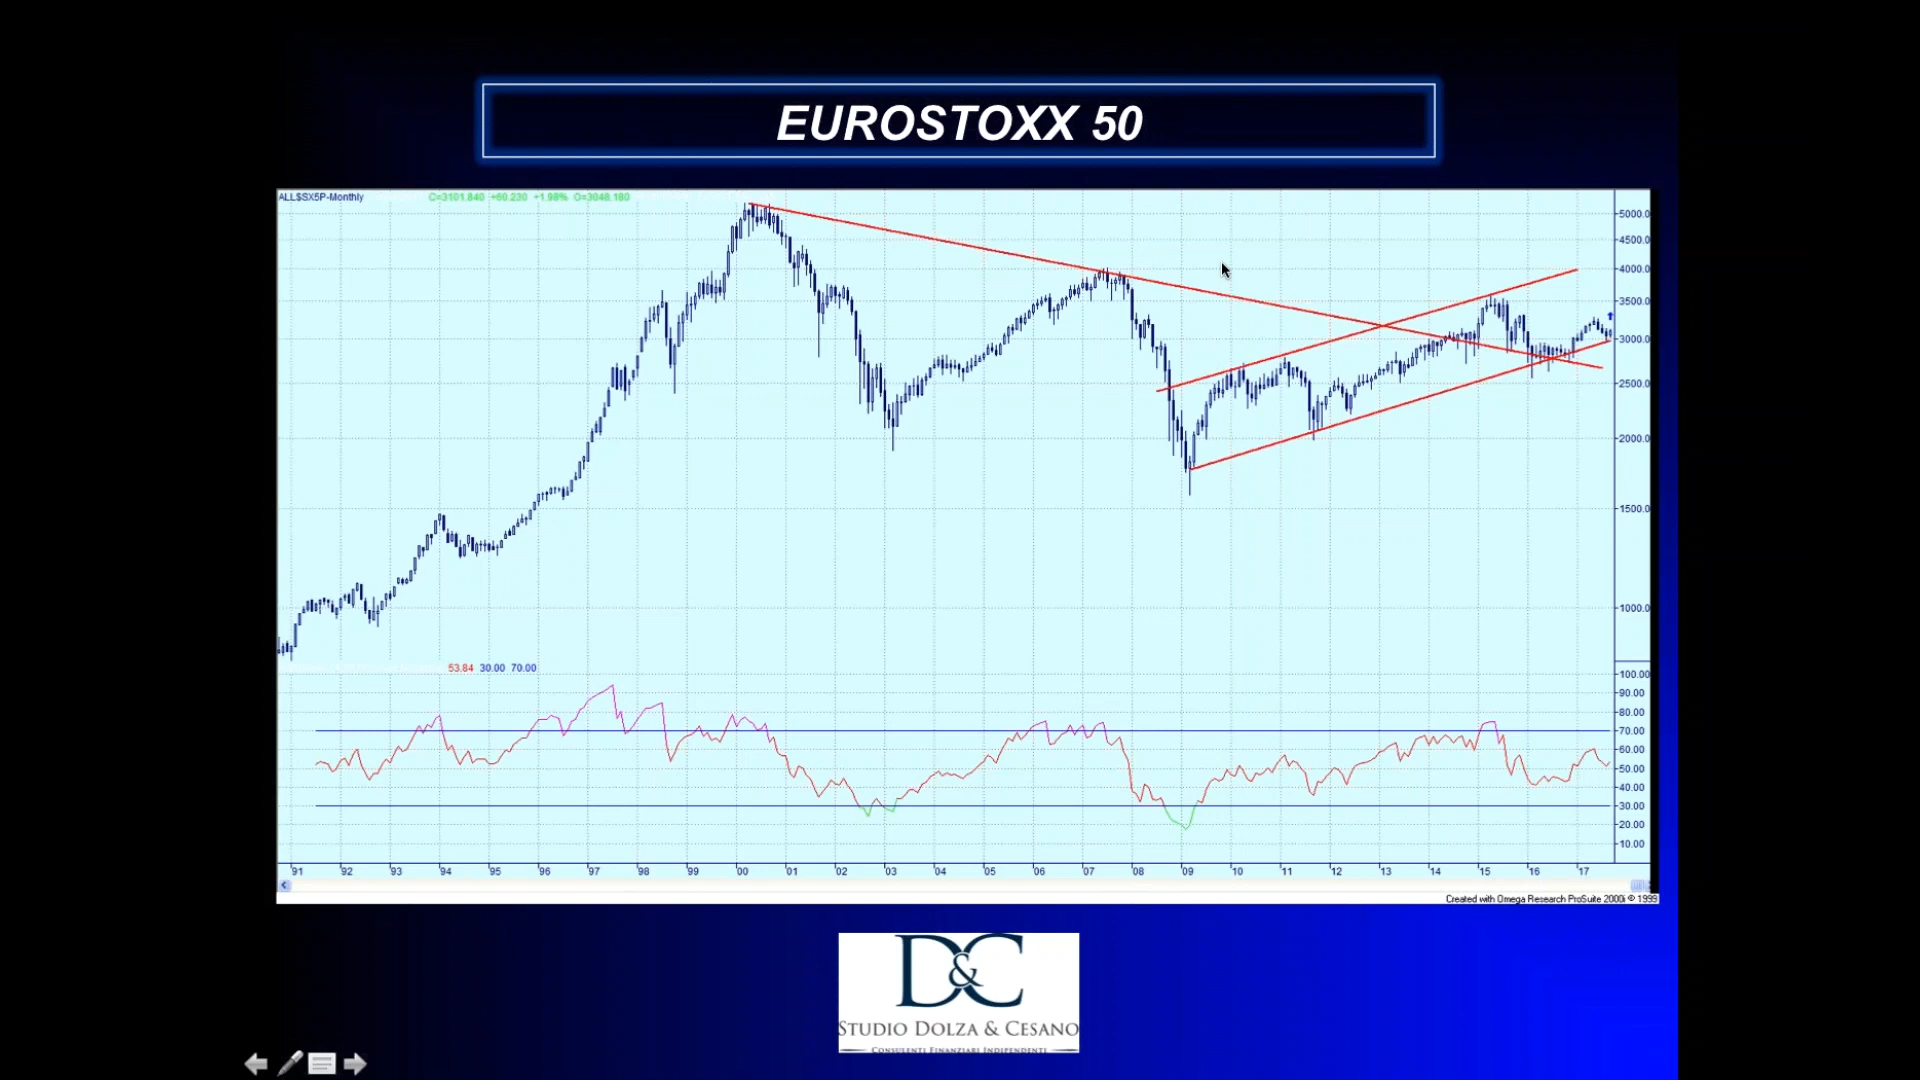 EUROSTOXX 50
ALL$SX5P-Monthly C=3101.840 +60.230 +1.98% O=3048.180
5000.0
4500.0
4000.0
3500.0
3000.0
2500.0
2000.0
1500.0
1000.0
53.84 30.00 70.00
100.00
90.00
80.00
70.00
60.00
50.00
40.00
30.00
20.00
10.00
'91 '92 '93 '94 '95 '96 '97 '98 '99 '00 '01 '02 '03 '04 '05 '06 '07 '08 '09 '10 '11 '12 '13 '14 '15 '16 '17
Created with Omega Research ProSuite 2000i © 1999
D&C
STUDIO DOLZA & CESANO
CONSULENTI FINANZIARI INDIPENDENTI